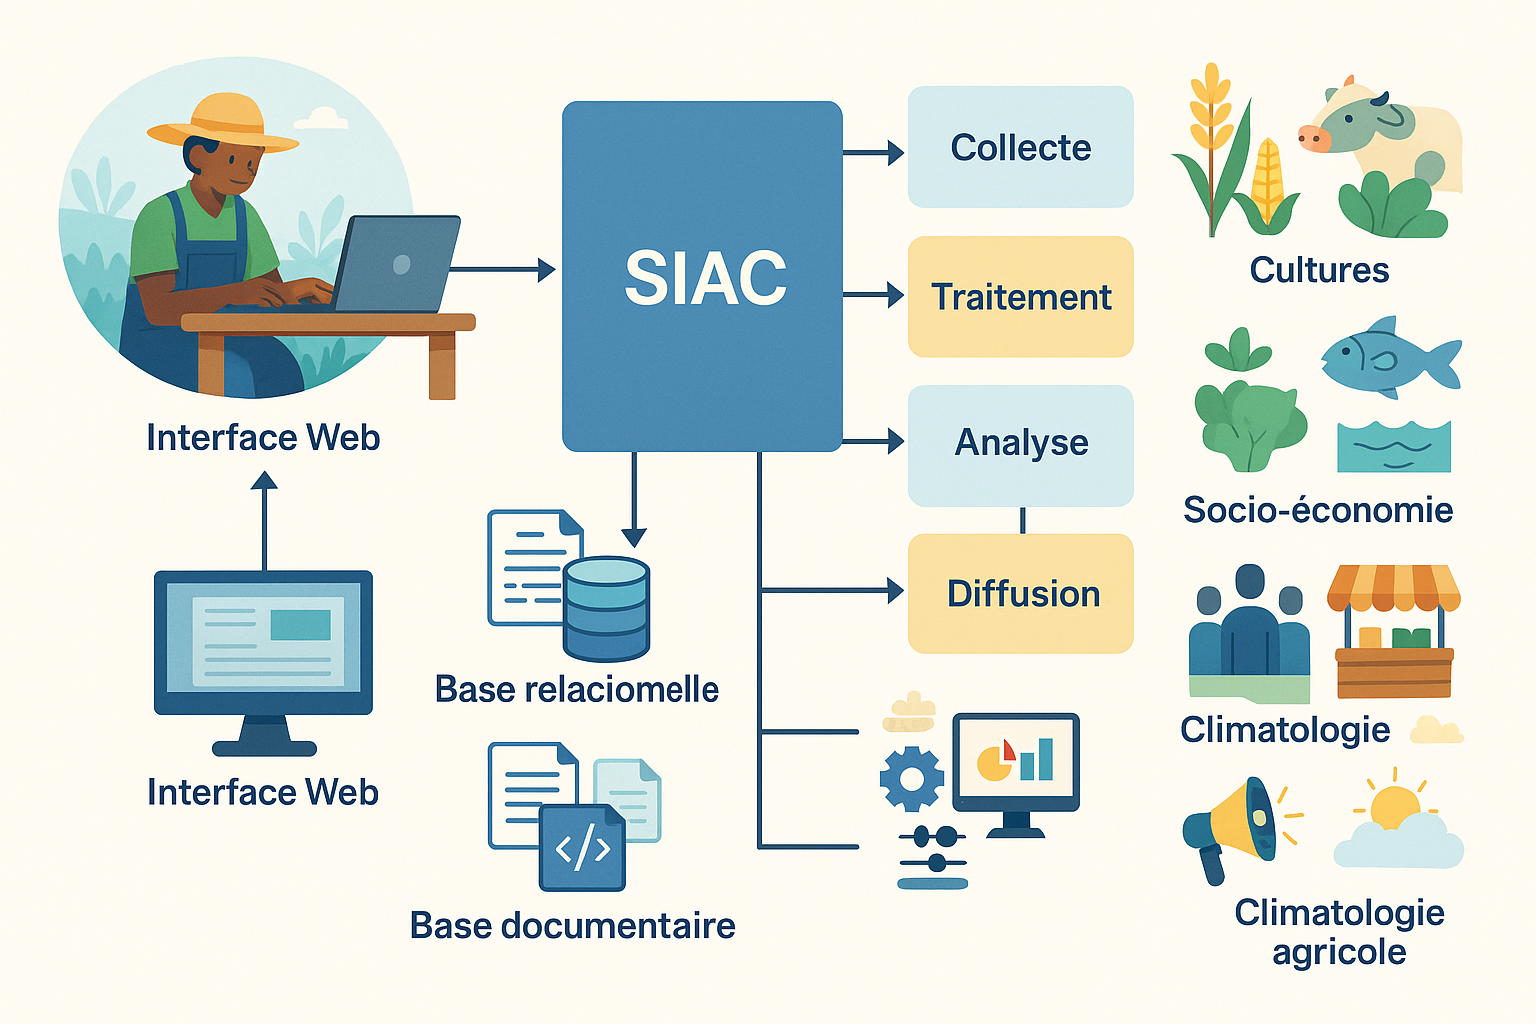 SIAC
Collecte
Traitement
Analyse
Diffusion
Interface Web
Interface Web
Base relaciomelle
</>
Base documentaire
Cultures
Socio-économie
Climatologie
Climatologie
agricole